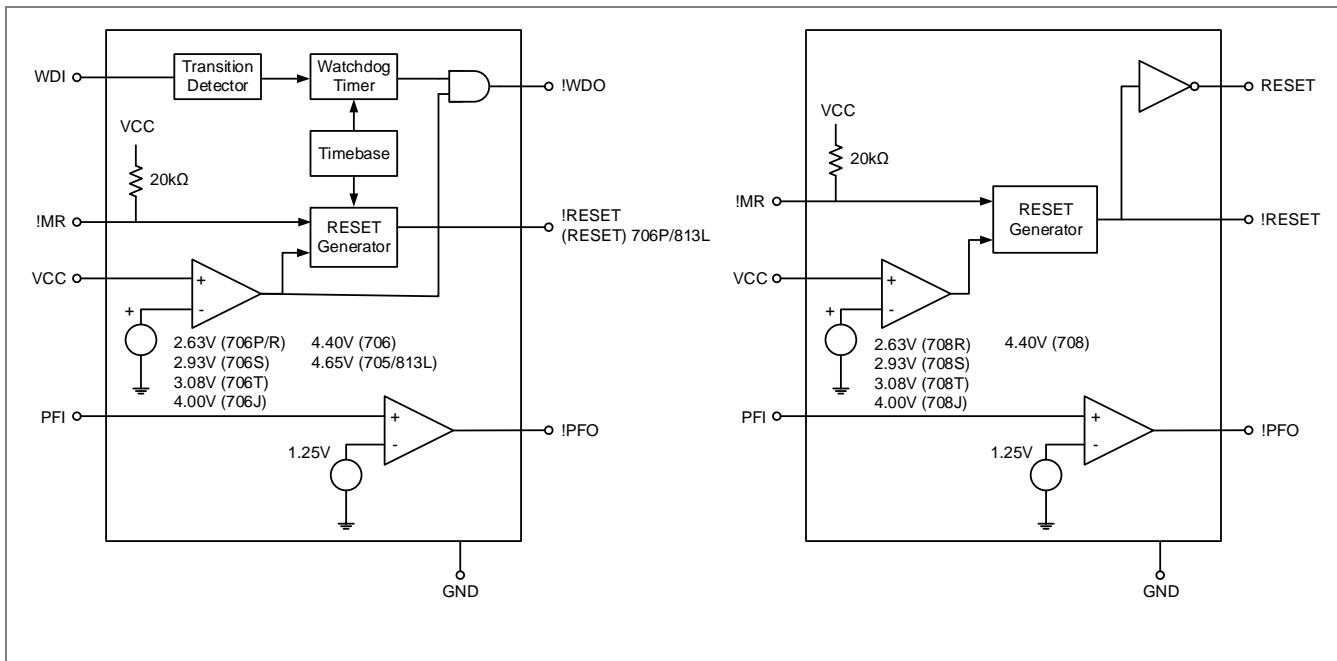 WDI
Transition
Detector
Watchdog
Timer
!WDO
VCC
Timebase
20kΩ
!MR
RESET
Generator
!RESET
(RESET) 706P/813L
VCC
+
-
+
2.63V (706P/R) 4.40V (706)
2.93V (706S) 4.65V (705/813L)
3.08V (706T)
4.00V (706J)
PFI
+
-
!PFO
1.25V
GND
RESET
VCC
20kΩ
!MR
RESET
Generator
!RESET
VCC
+
-
+
2.63V (708R) 4.40V (708)
2.93V (708S)
3.08V (708T)
4.00V (708J)
PFI
+
-
!PFO
1.25V
GND